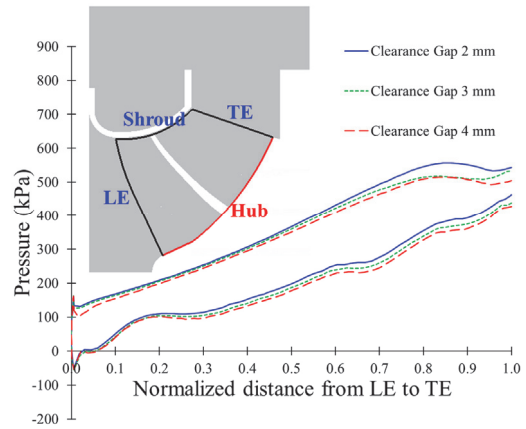 900
800
700
600
500
400
300
200
100
0
-100
-200
Pressure (kPa)
Shroud
TE
LE
Hub
Clearance Gap 2 mm
Clearance Gap 3 mm
Clearance Gap 4 mm
0.0 0.1 0.2 0.3 0.4 0.5 0.6 0.7 0.8 0.9 1.0
Normalized distance from LE to TE